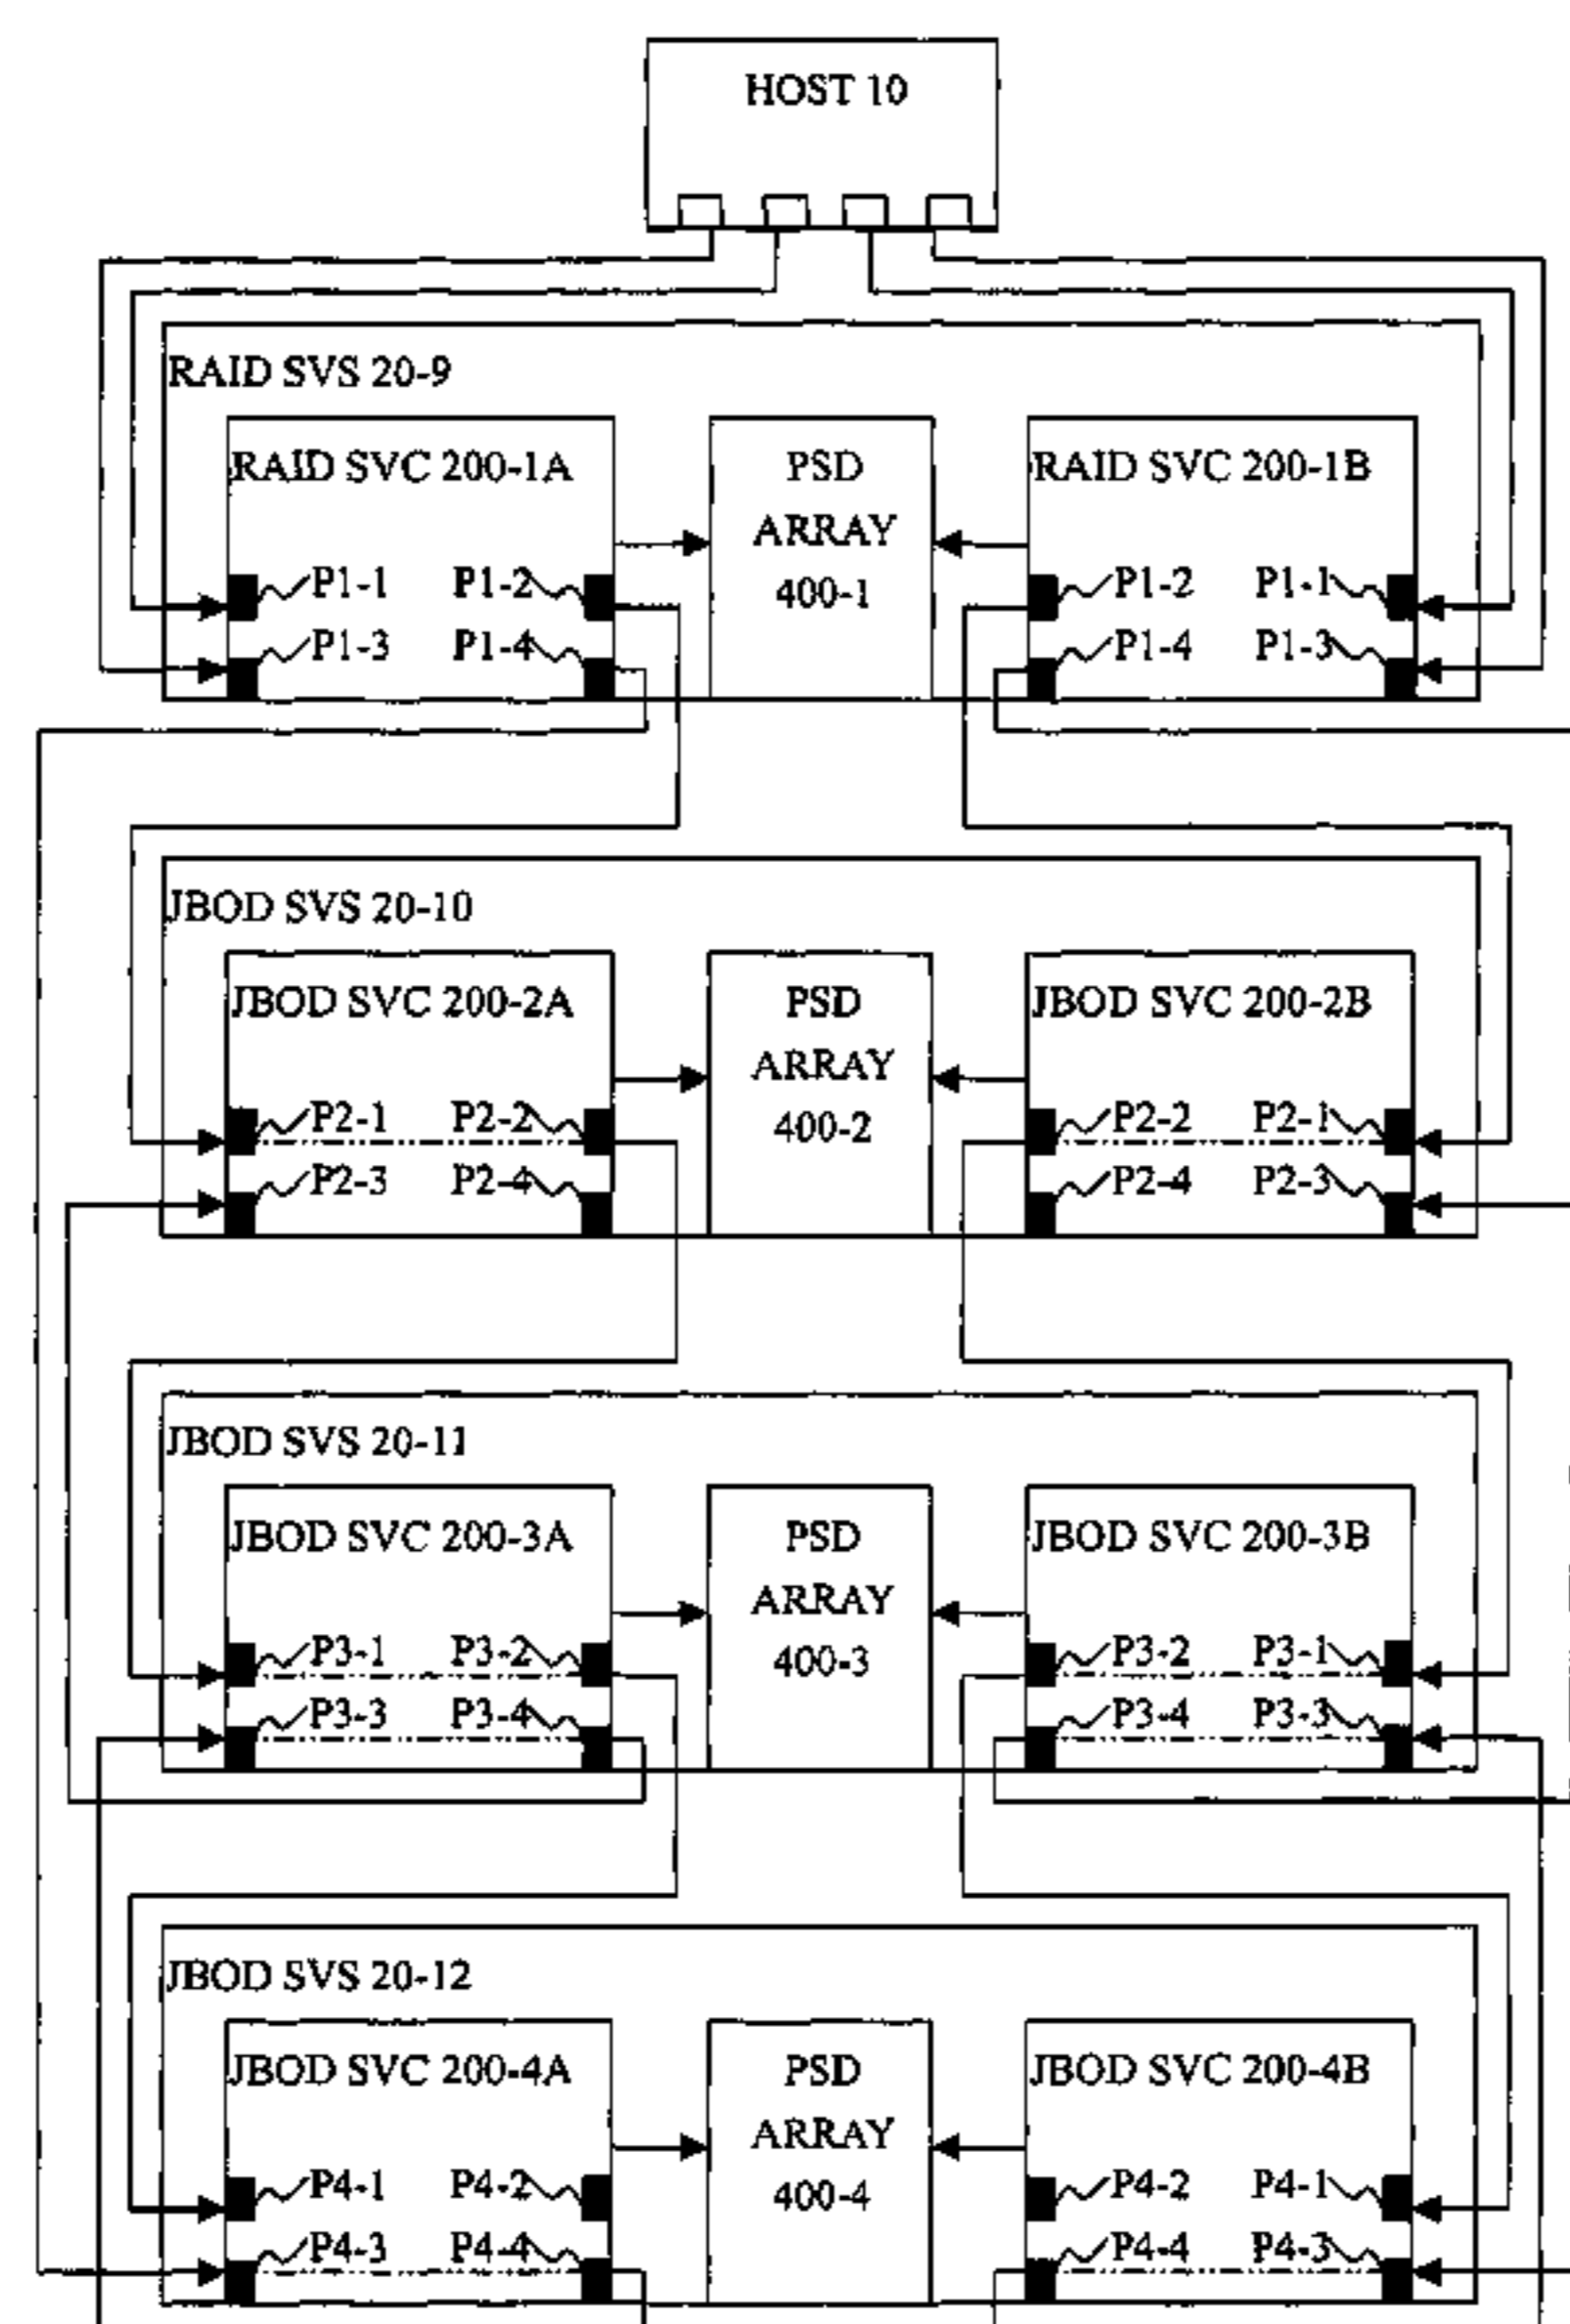 HOST 10
RAID SVS 20-9
RAID SVC 200-1A
PSD
ARRAY
400-1
RAID SVC 200-1B
P1-1
P1-2
P1-2
P1-1
P1-3
P1-4
P1-4
P1-3
JBOD SVS 20-10
JBOD SVC 200-2A
PSD
ARRAY
400-2
JBOD SVC 200-2B
P2-1
P2-2
P2-2
P2-1
P2-3
P2-4
P2-4
P2-3
JBOD SVS 20-11
JBOD SVC 200-3A
PSD
ARRAY
400-3
JBOD SVC 200-3B
P3-1
P3-2
P3-2
P3-1
P3-3
P3-4
P3-4
P3-3
JBOD SVS 20-12
JBOD SVC 200-4A
PSD
ARRAY
400-4
JBOD SVC 200-4B
P4-1
P4-2
P4-2
P4-1
P4-3
P4-4
P4-4
P4-3